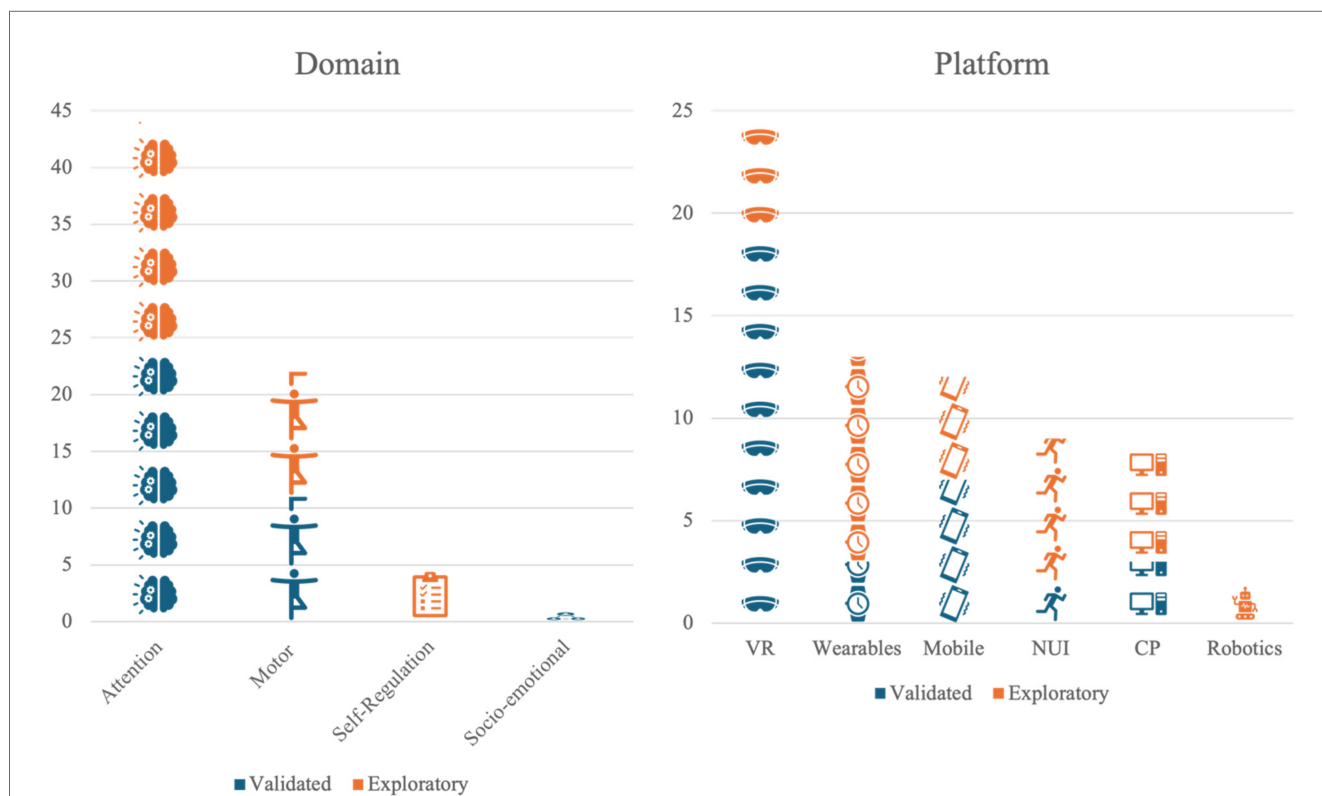 Domain
45
40
35
30
25
20
15
10
5
0
Attention
Motor
Self-Regulation
Socio-emotional
Validated Exploratory
Platform
25
20
15
10
5
0
VR Wearables Mobile NUI CP Robotics
Validated Exploratory